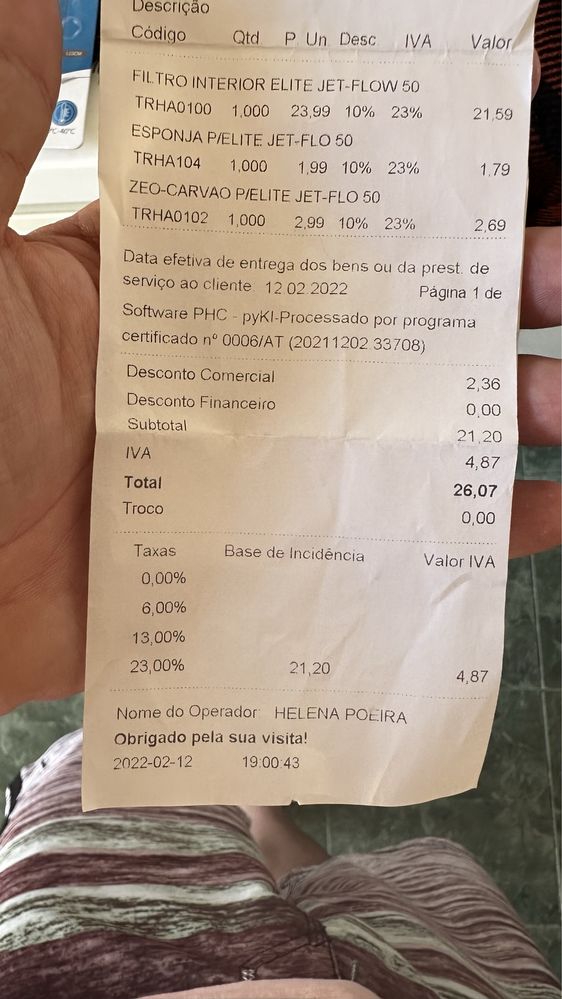 Descrição
Código Qtd P. Un. Desc. IVA Valor
FILTRO INTERIOR ELITE JET-FLOW 50
TRHA0100 1,000 23,99 10% 23% 21,59
ESPONJA P/ELITE JET-FLO 50
TRHA104 1,000 1,99 10% 23% 1,79
ZEO-CARVAO P/ELITE JET-FLO 50
TRHA0102 1,000 2,99 10% 23% 2,69
Data efetiva de entrega dos bens ou da prest. de
serviço ao cliente: 12.02.2022 Página 1 de
Software PHC - pyKI-Processado por programa
certificado nº 0006/AT (20211202.33708)
Desconto Comercial 2,36
Desconto Financeiro 0,00
Subtotal 21,20
IVA 4,87
Total 26,07
Troco 0,00
Taxas Base de Incidência Valor IVA
0,00%
6,00%
13,00%
23,00% 21,20 4,87
Nome do Operador: HELENA POEIRA
Obrigado pela sua visita!
2022-02-12 19:00:43